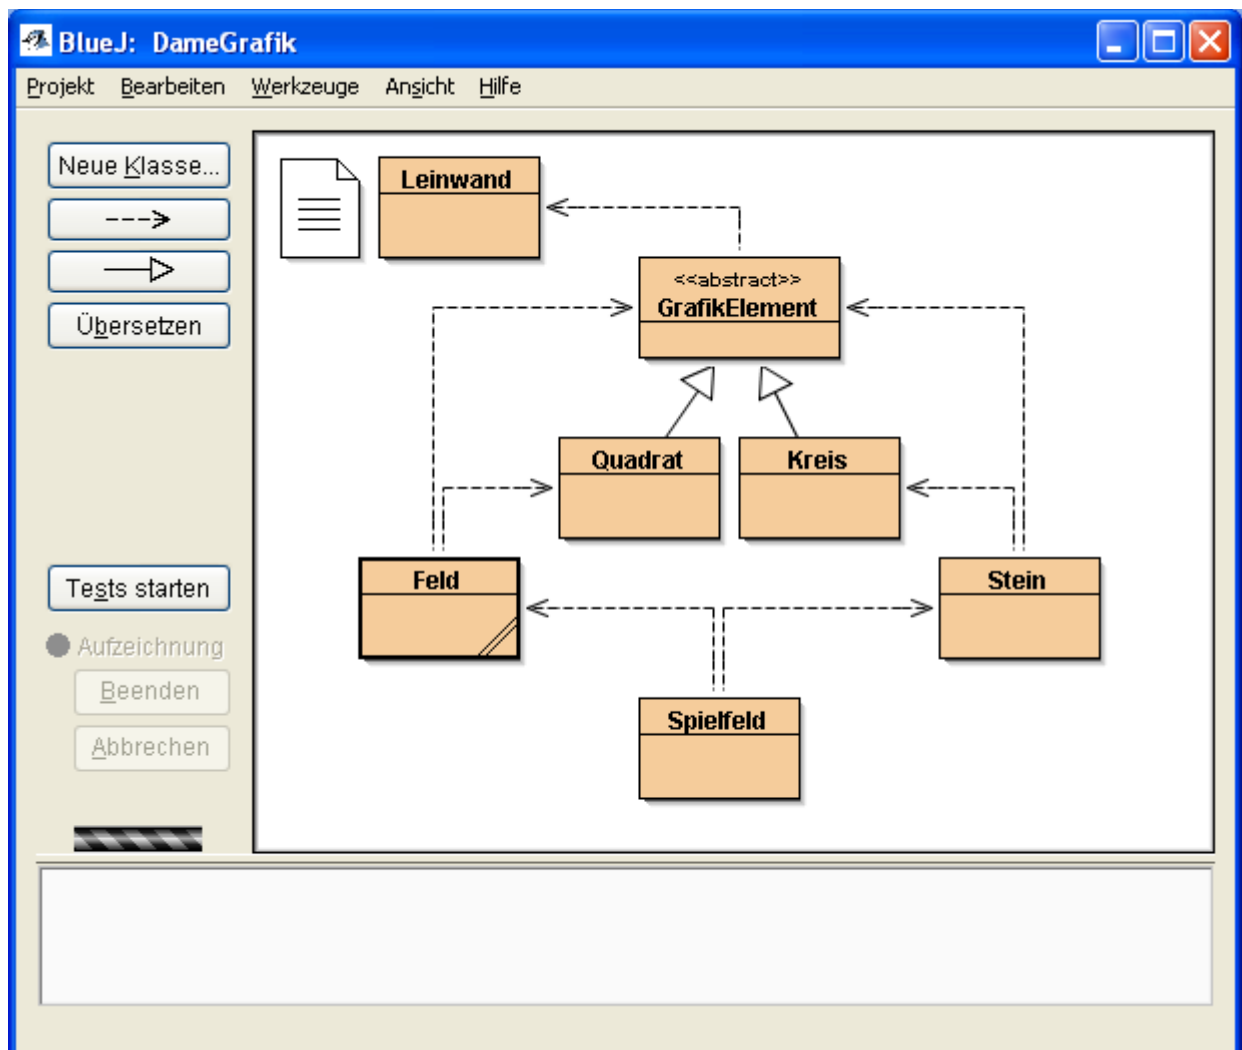 BlueJ: DameGrafik
Projekt Bearbeiten Werkzeuge Ansicht Hilfe
Neue Klasse...
Übersetzen
Tests starten
Aufzeichnung
Beenden
Abbrechen
Leinwand
<<abstract>>
GrafikElement
Quadrat
Kreis
Feld
Stein
Spielfeld